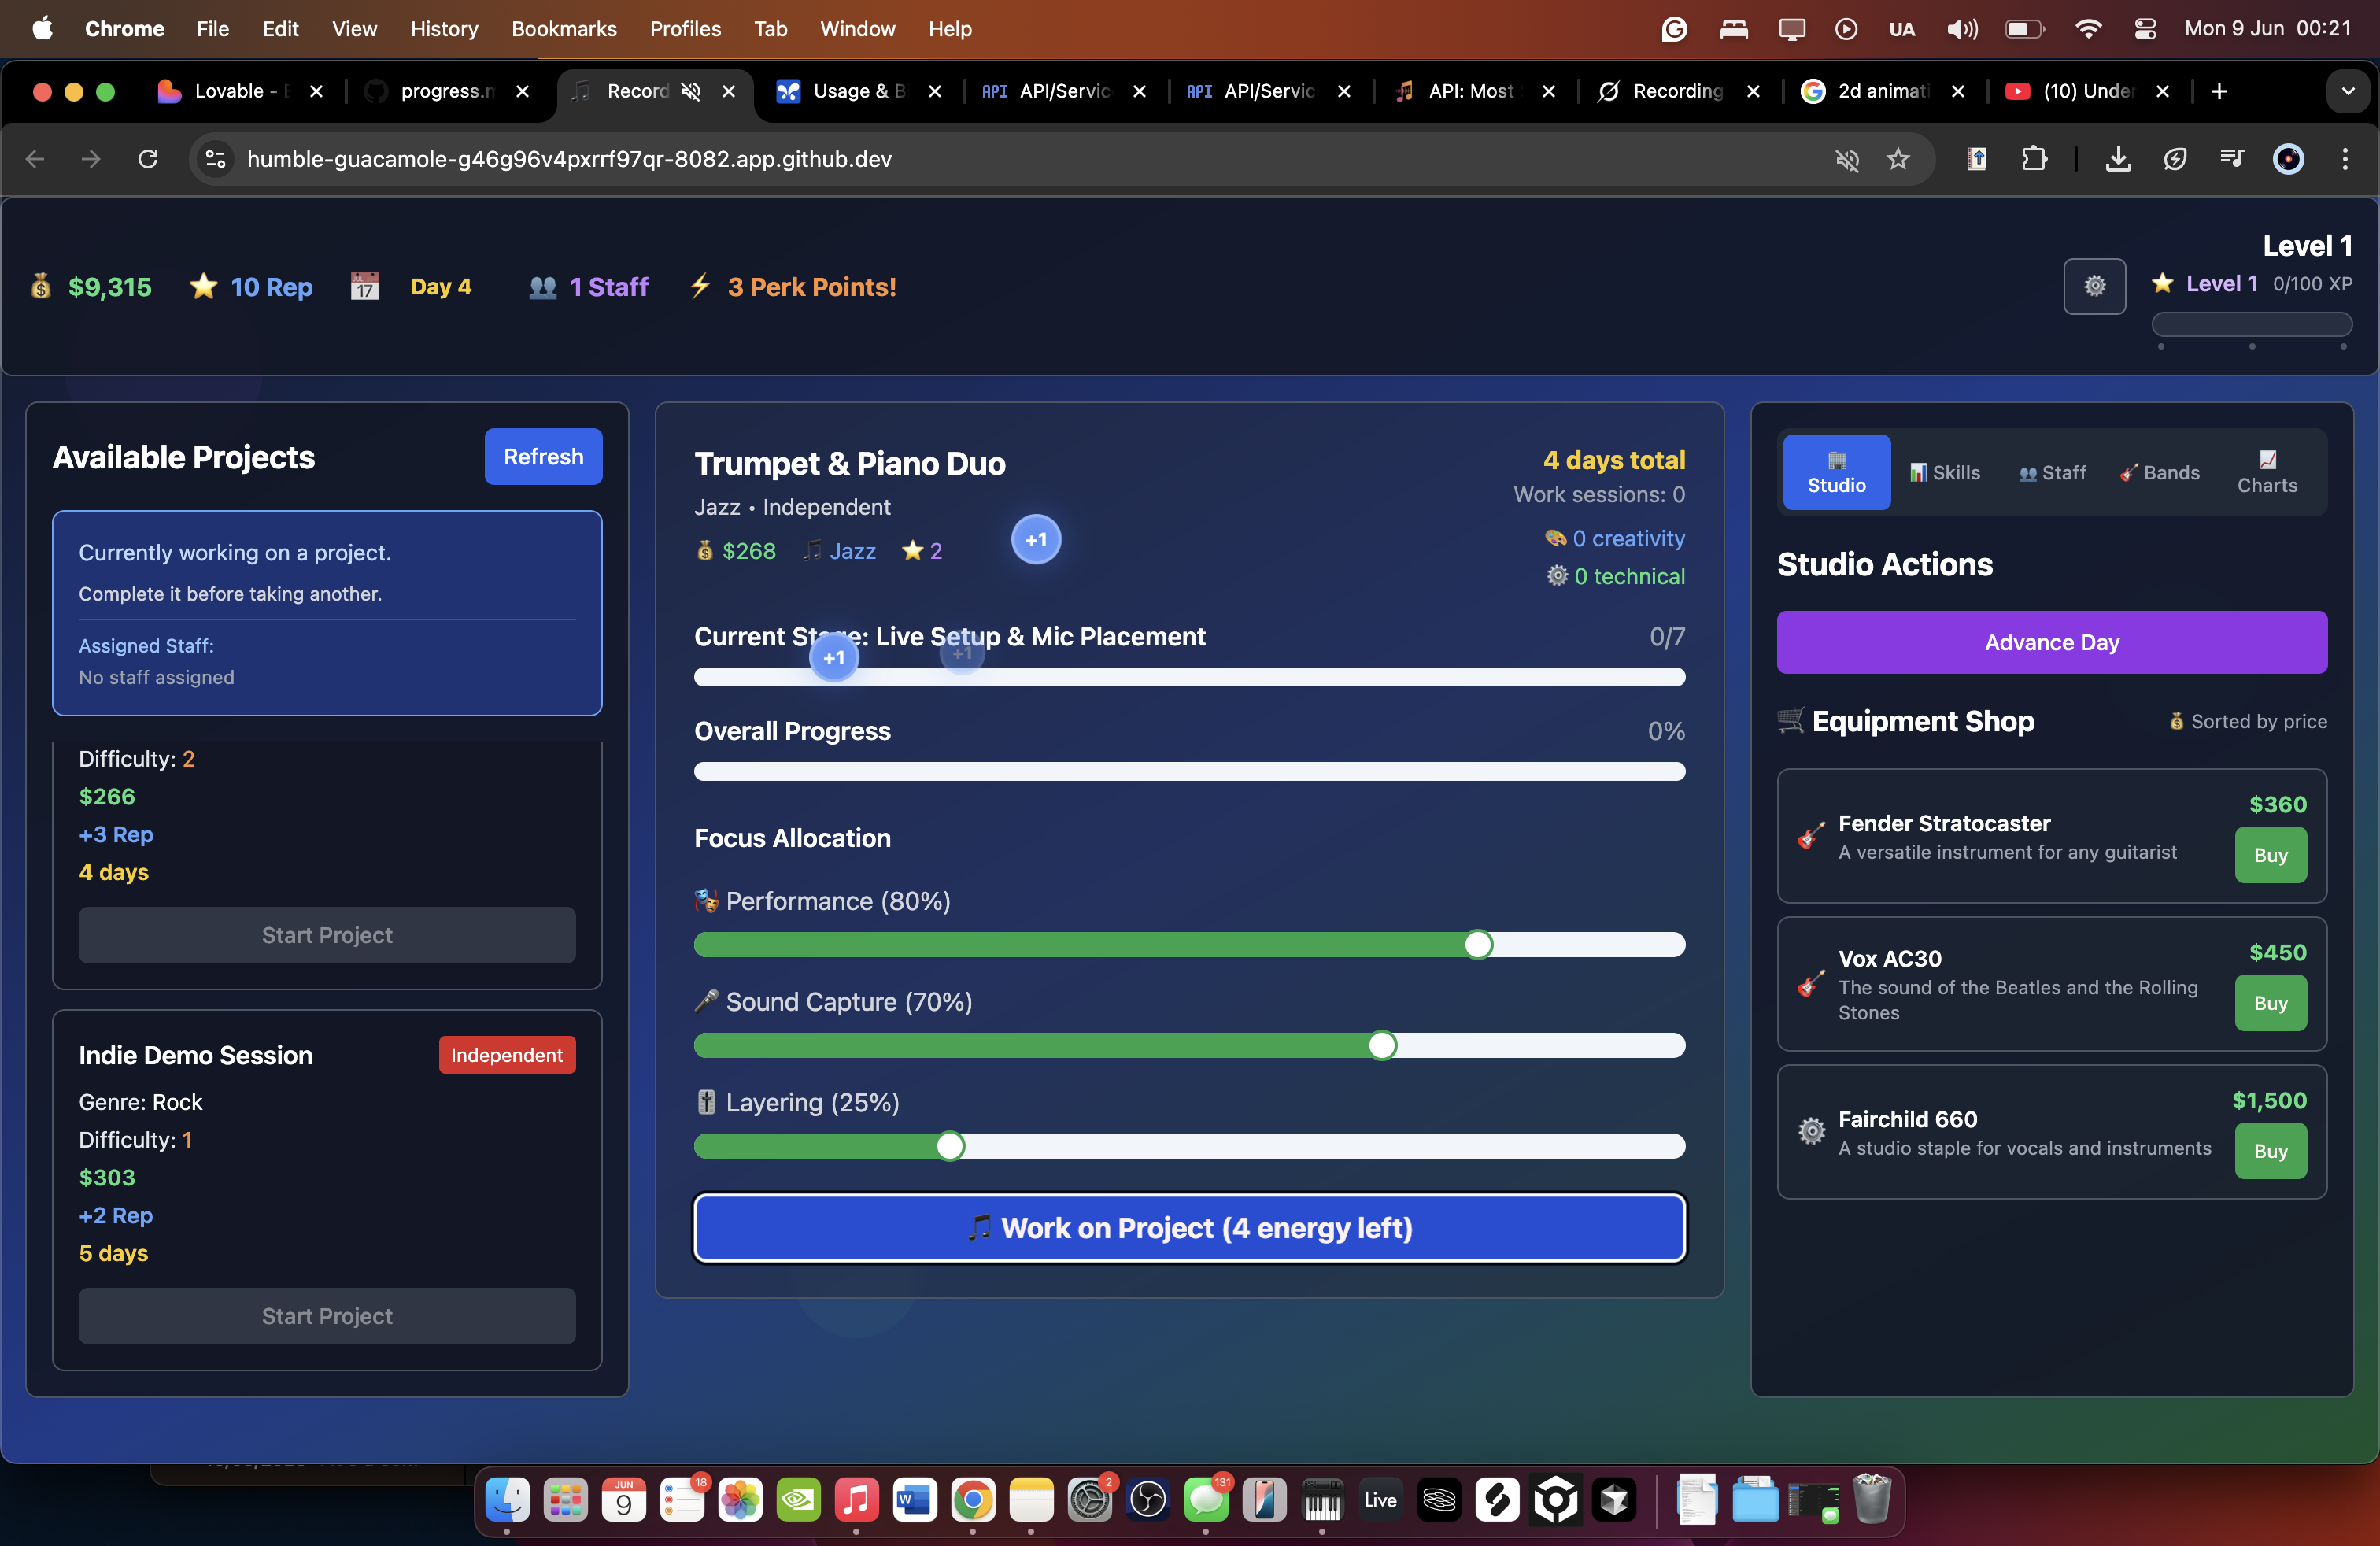 Chrome File Edit View History Bookmarks Profiles Tab Window Help UA Mon 9 Jun 00:21
Lovable - progress.m Record Usage & B API API/Servic API API/Servic API: Most Recording 2d animati (10) Unde
humble-guacamole-g46g96v4pxrrf97qr-8082.app.github.dev
$9,315 10 Rep 17 Day 4 1 Staff 3 Perk Points!
Level 1
Level 1 0/100 XP
Available Projects
Refresh
Currently working on a project.
Complete it before taking another.
Assigned Staff:
No staff assigned
Difficulty: 2
$266
+3 Rep
4 days
Start Project
Indie Demo Session
Independent
Genre: Rock
Difficulty: 1
$303
+2 Rep
5 days
Start Project
Trumpet & Piano Duo
Jazz • Independent
$268 Jazz 2
+1
4 days total
Work sessions: 0
0 creativity
0 technical
Current Stage: Live Setup & Mic Placement
0/7
+1
+1
Overall Progress
0%
Focus Allocation
Performance (80%)
Sound Capture (70%)
Layering (25%)
Work on Project (4 energy left)
Studio
Skills
Staff
Bands
Charts
Studio Actions
Advance Day
Equipment Shop
Sorted by price
Fender Stratocaster
A versatile instrument for any guitarist
$360
Buy
Vox AC30
The sound of the Beatles and the Rolling
Stones
$450
Buy
Fairchild 660
A studio staple for vocals and instruments
$1,500
Buy
JUN
9
18
W
2
131
Live